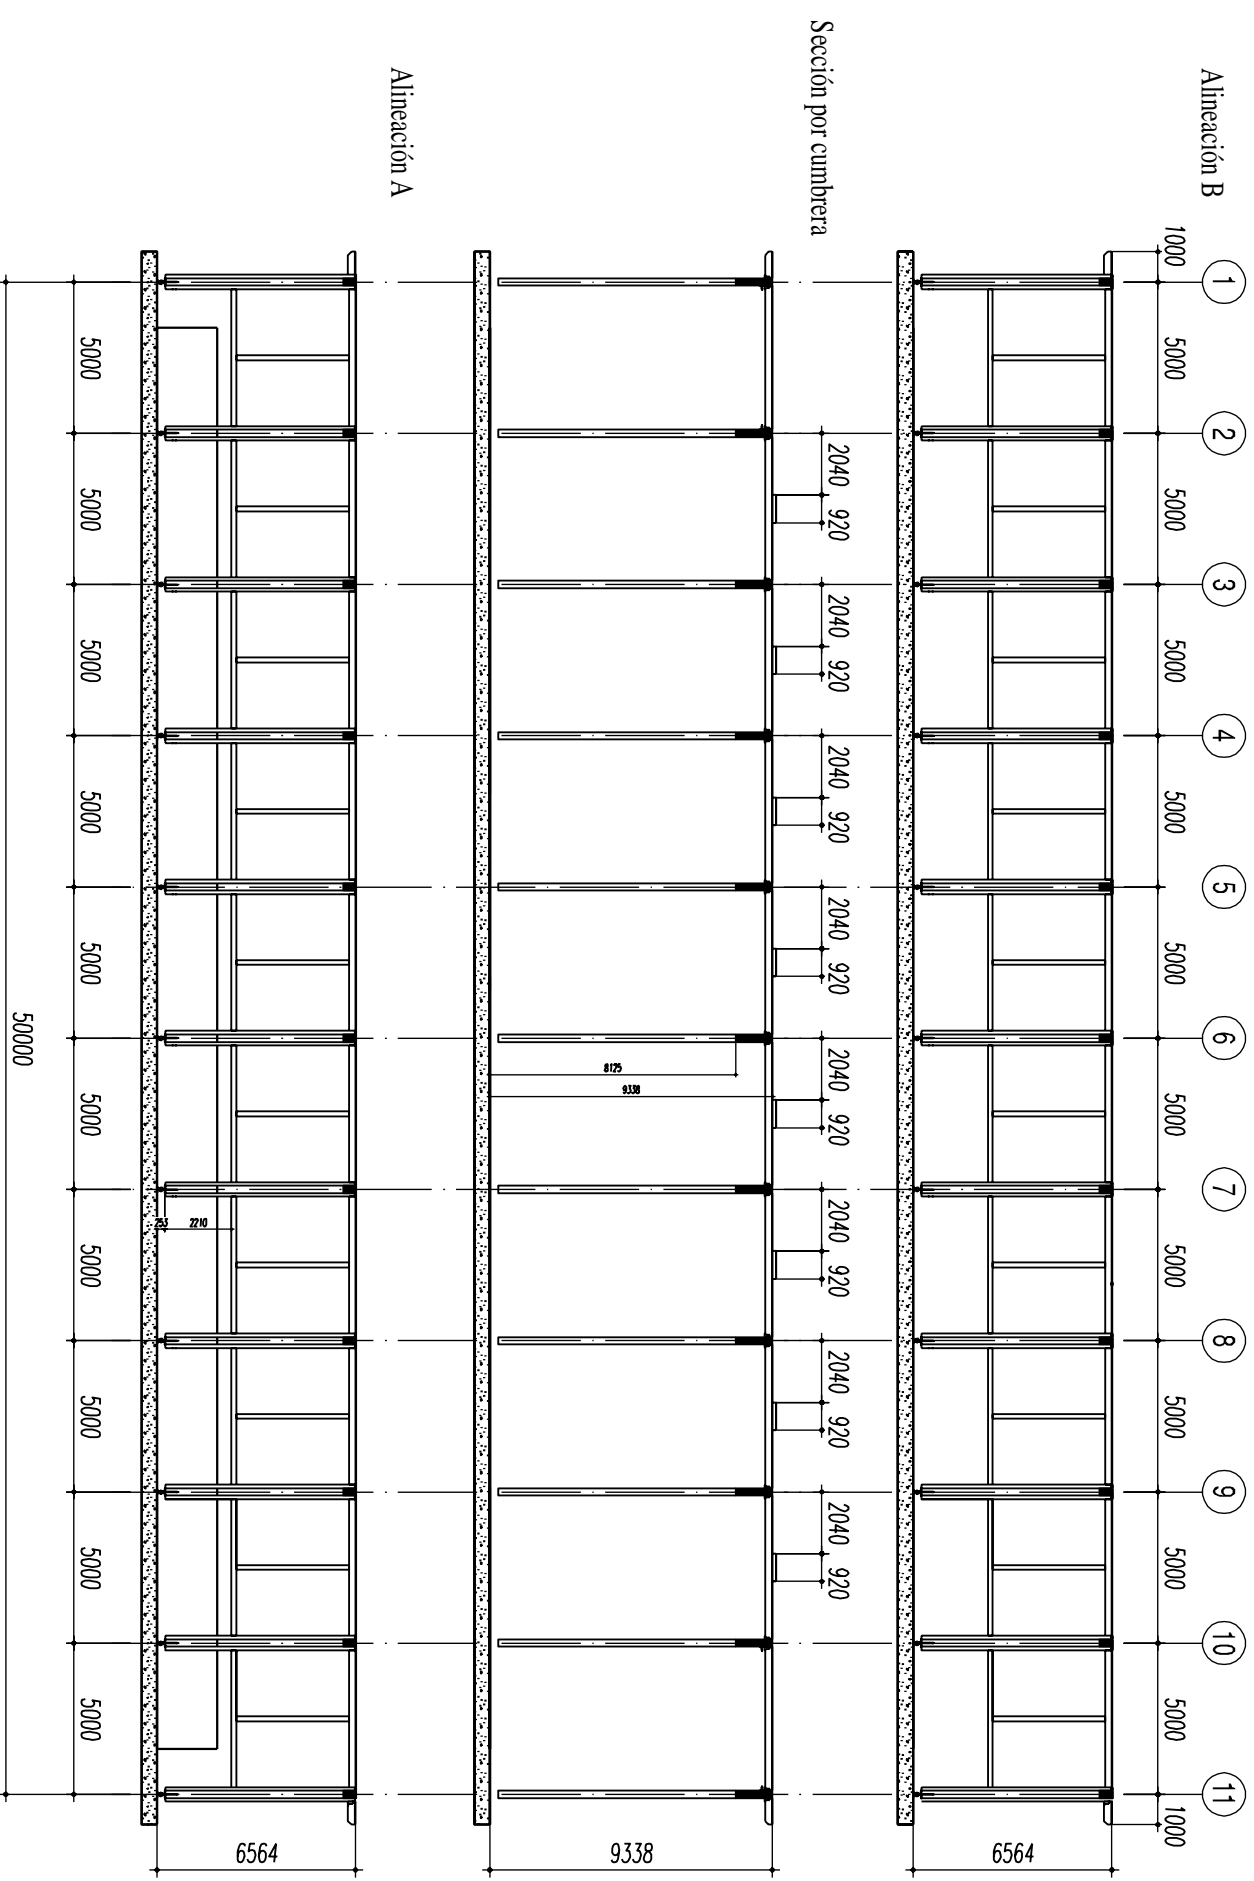 Alineación B 1 2 3 4 5 6 7 8 9 10 11
1000 5000 5000 5000 5000 5000 5000 5000 5000 5000 5000 1000
6564
Sección por cumbrera 2040 920 2040 920 2040 920 2040 920 2040 920 2040 920 2040 920 2040 920
8125
9338
9338
Alineación A
253 2210
6564
5000 5000 5000 5000 5000 5000 5000 5000 5000 5000
50000